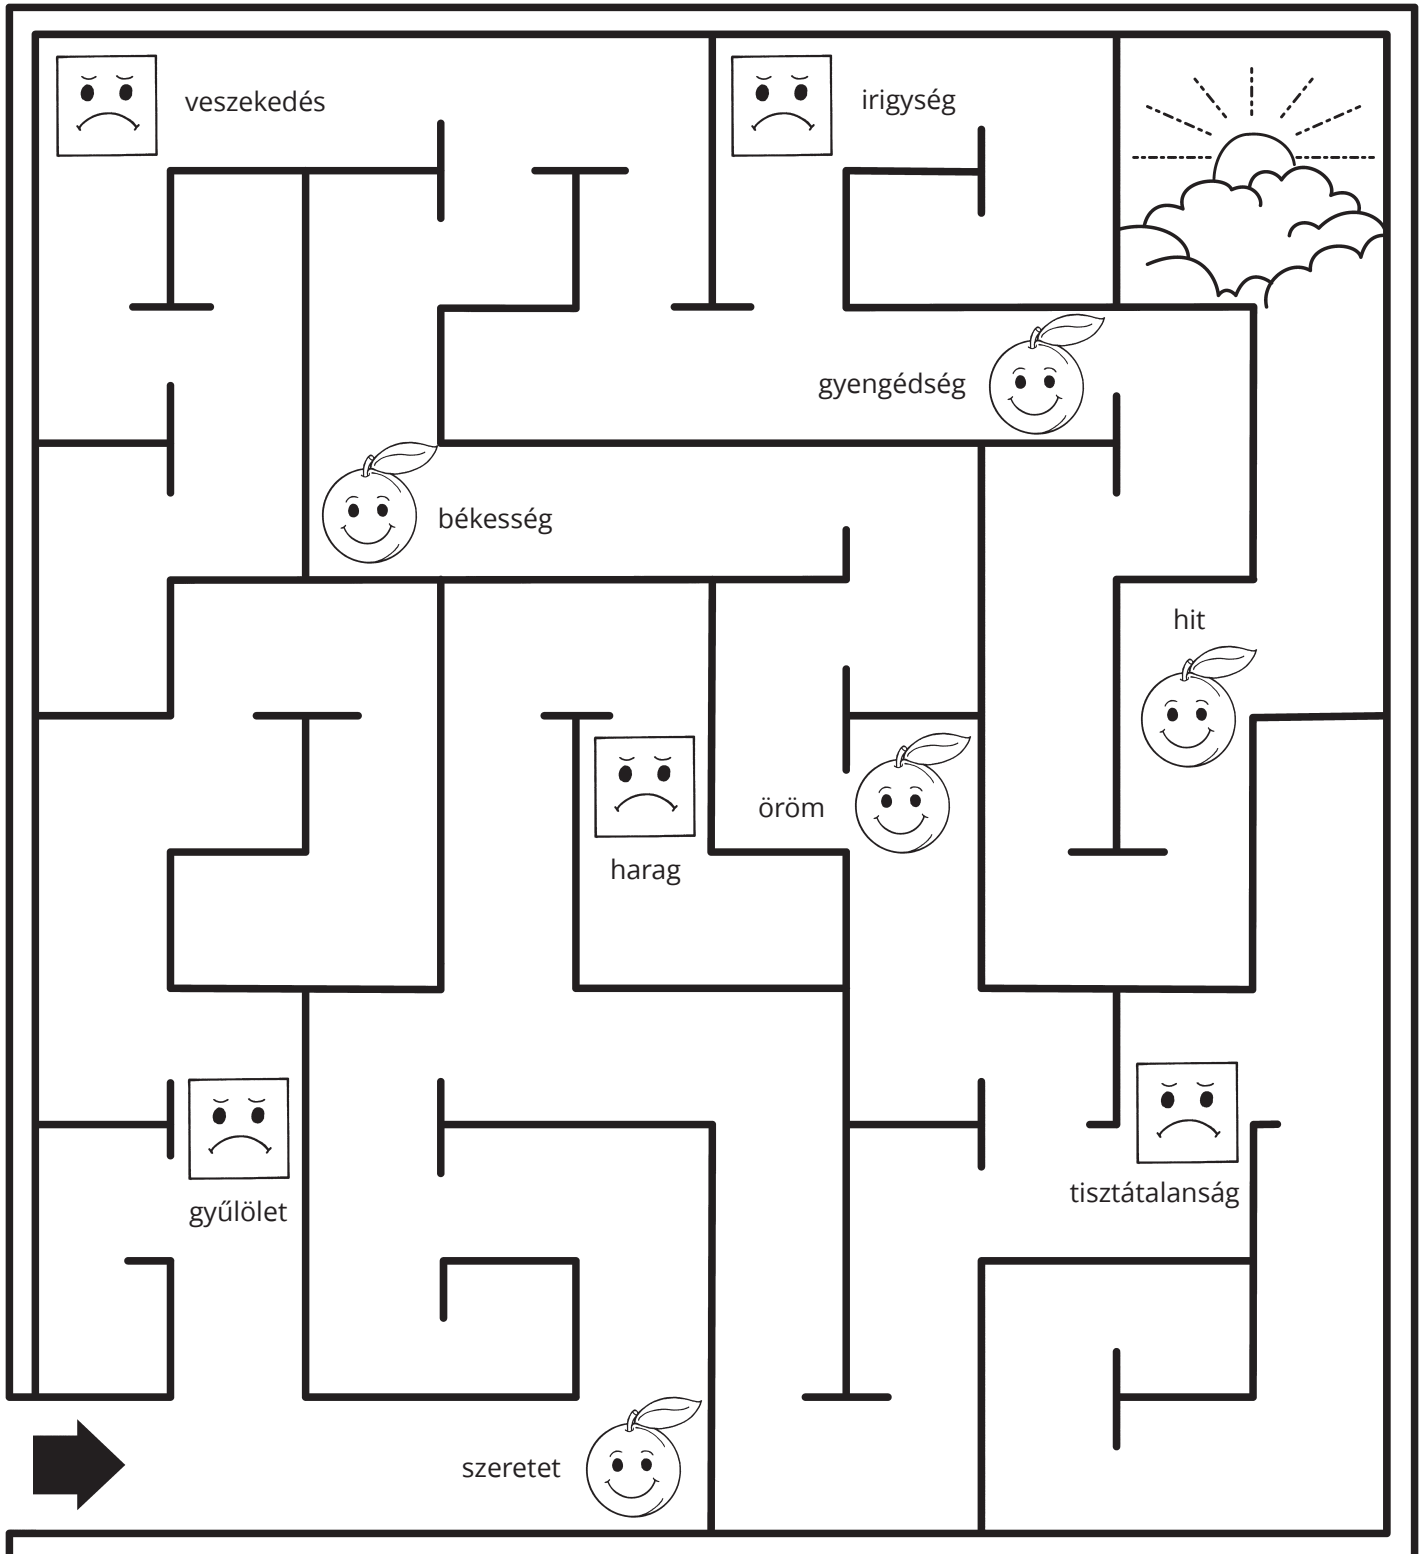 veszekedés
irigység
gyengédség
békesség
hit
öröm
harag
tisztátalanság
gyűlölet
szeretet